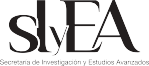 sIyEA
Secretaría de Investigación y Estudios Avanzados